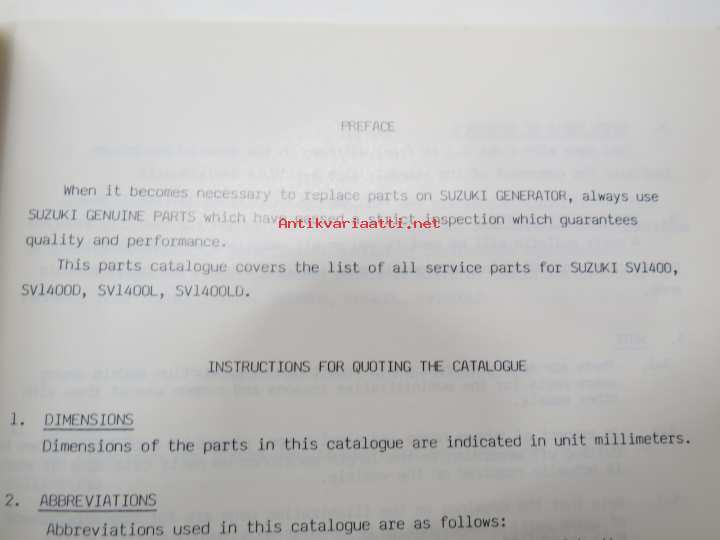 PREFACE
When it becomes necessary to replace parts on SUZUKI GENERATOR, always use
SUZUKI GENUINE PARTS which have passed a strict inspection which guarantees
Antikvariaatti.net
Antikvariaatti.net
quality and performance.
This parts catalogue covers the list of all service parts for SUZUKI SV1400,
SV1400D, SV1400L, SV1400LD.
INSTRUCTIONS FOR QUOTING THE CATALOGUE
1. DIMENSIONS
Dimensions of the parts in this catalogue are indicated in unit millimeters.
2. ABBREVIATIONS
Abbreviations used in this catalogue are as follows: